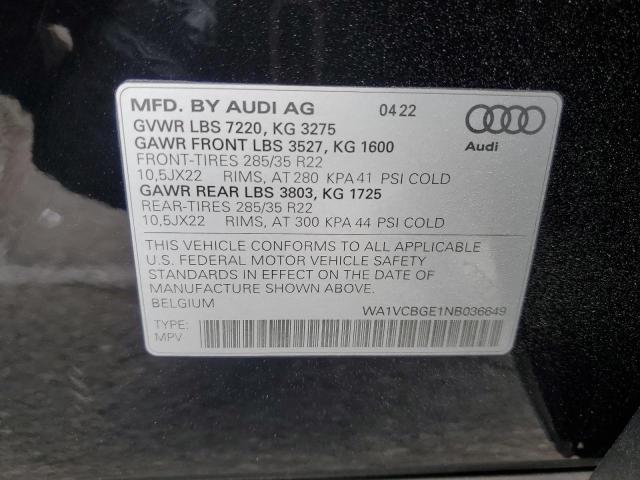 MFD. BY AUDI AG 04 22
GVWR LBS 7220, KG 3275
GAWR FRONT LBS 3527, KG 1600
FRONT-TIRES 285/35 R22
10,5JX22 RIMS, AT 280 KPA 41 PSI COLD
GAWR REAR LBS 3803, KG 1725
REAR-TIRES 285/35 R22
10,5JX22 RIMS, AT 300 KPA 44 PSI COLD
Audi
THIS VEHICLE CONFORMS TO ALL APPLICABLE
U.S. FEDERAL MOTOR VEHICLE SAFETY
STANDARDS IN EFFECT ON THE DATE OF
MANUFACTURE SHOWN ABOVE.
BELGIUM WA1VCBGE1NB036649
TYPE:
MPV